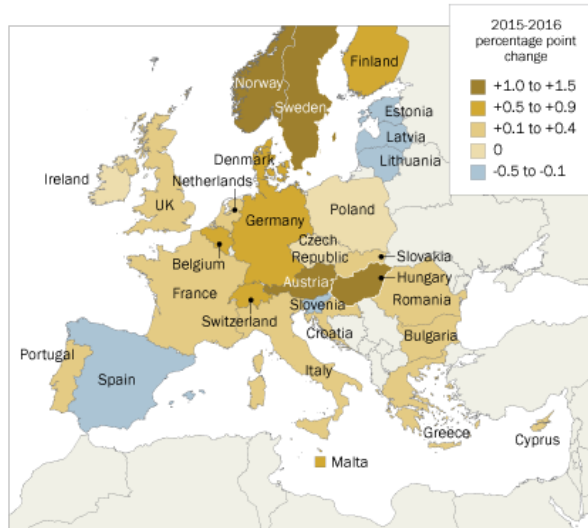 2015-2016
percentage point
change
+1.0 to +1.5
+0.5 to +0.9
+0.1 to +0.4
0
-0.5 to -0.1
Finland
Norway
Sweden
Estonia
Latvia
Lithuania
Denmark
Ireland
Netherlands
UK
Poland
Germany
Czech
Republic
Slovakia
Belgium
Hungary
Austria
France
Slovenia
Romania
Switzerland
Croatia
Bulgaria
Portugal
Spain
Italy
Greece
Cyprus
Malta